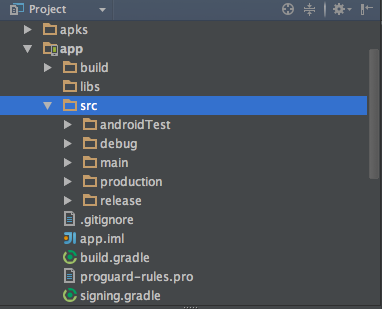 Project
apks
app
build
libs
src
androidTest
debug
main
production
release
.gitignore
app.iml
build.gradle
proguard-rules.pro
signing.gradle